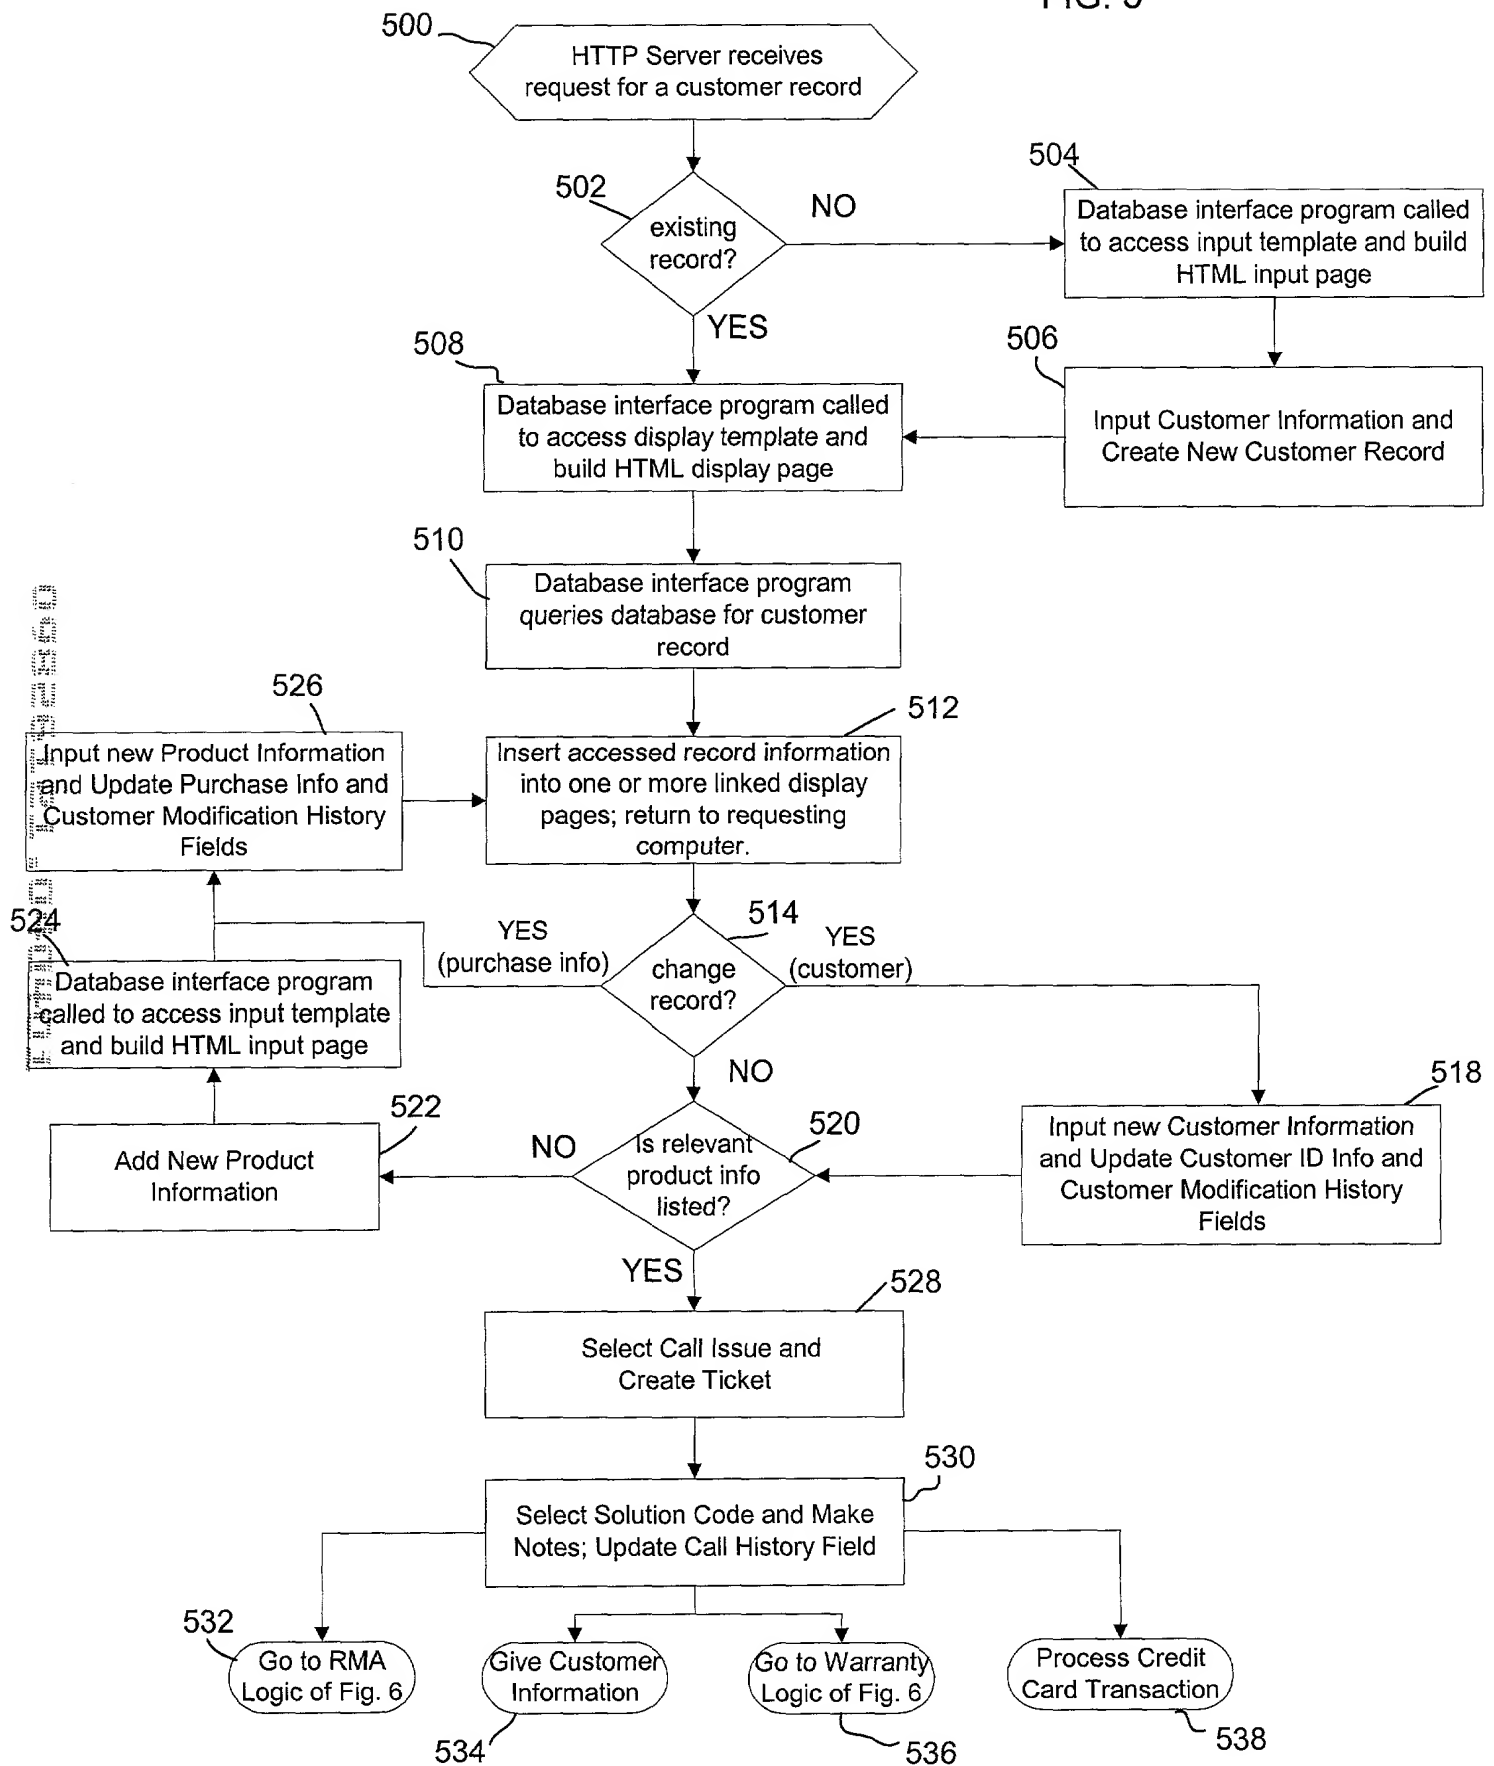 500
HTTP Server receives
request for a customer record
502
existing
record?
NO
504
Database interface program called
to access input template and build
HTML input page
YES
506
Input Customer Information and
Create New Customer Record
508
Database interface program called
to access display template and
build HTML display page
510
Database interface program
queries database for customer
record
526
Input new Product Information
and Update Purchase Info and
Customer Modification History
Fields
512
Insert accessed record information
into one or more linked display
pages; return to requesting
computer.
514
change
record?
YES
(purchase info)
YES
(customer)
524
Database interface program
called to access input template
and build HTML input page
NO
518
Input new Customer Information
and Update Customer ID Info and
Customer Modification History
Fields
520
Is relevant
product info
listed?
NO
522
Add New Product
Information
YES
528
Select Call Issue and
Create Ticket
530
Select Solution Code and Make
Notes; Update Call History Field
532
Go to RMA
Logic of Fig. 6
Give Customer
Information
534
Go to Warranty
Logic of Fig. 6
536
Process Credit
Card Transaction
538